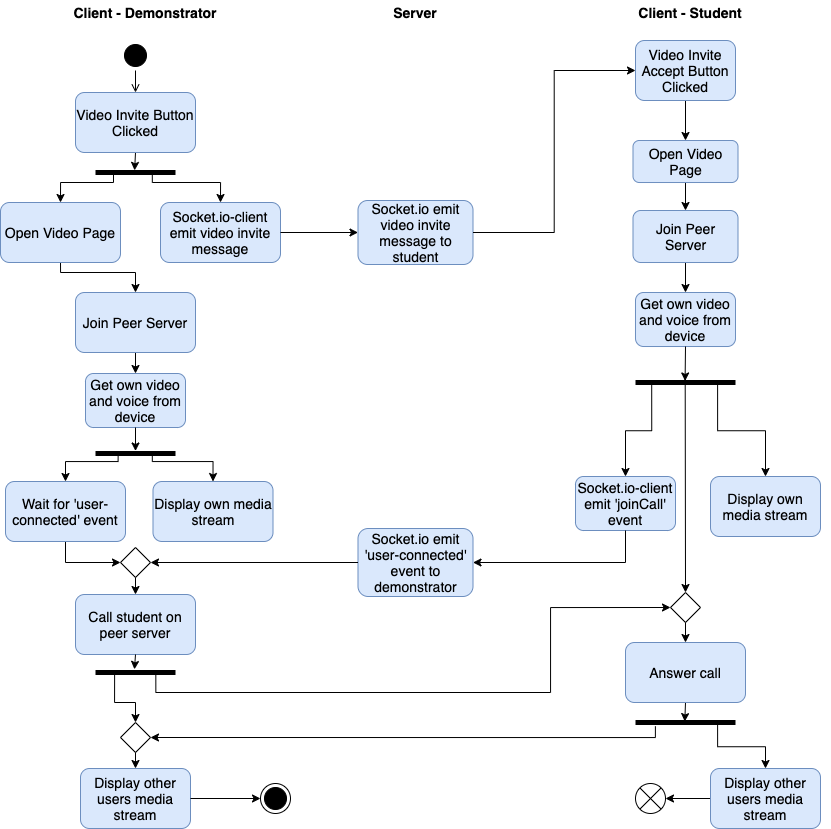 Client - Demonstrator
Server
Client - Student
Video Invite Button
Clicked
Open Video Page
Socket.io-client
emit video invite
message
Socket.io emit
video invite
message to
student
Video Invite
Accept Button
Clicked
Open Video
Page
Join Peer
Server
Get own video
and voice from
device
Join Peer Server
Get own video
and voice from
device
Wait for 'user-
connected' event
Display own media
stream
Socket.io-client
emit 'joinCall'
event
Display own
media stream
Socket.io emit
'user-connected'
event to
demonstrator
Call student on
peer server
Answer call
Display other
users media
stream
Display other
users media
stream